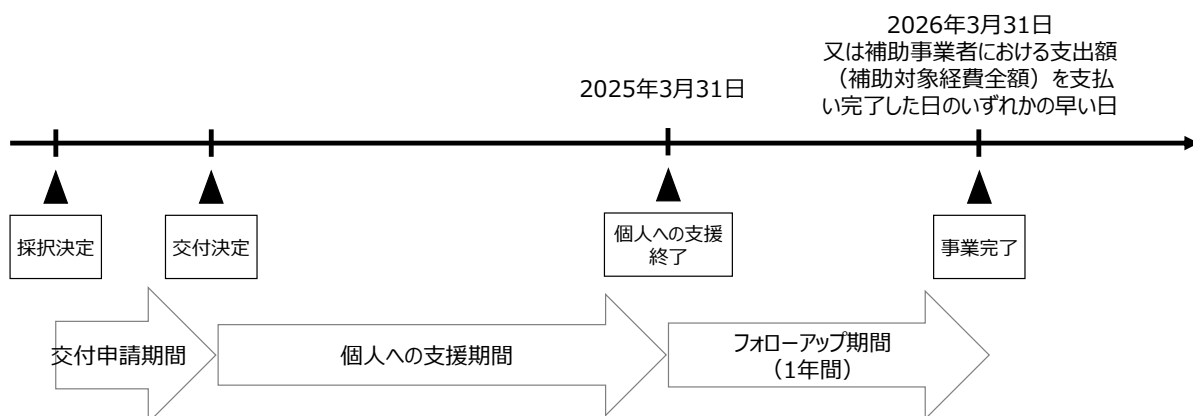 2026年3月31日
又は補助事業者における支出額
（補助対象経費全額）を支払
い完了した日のいずれかの早い日
2025年3月31日
採択決定
交付決定
個人への支援
終了
事業完了
交付申請期間
個人への支援期間
フォローアップ期間
（1年間）